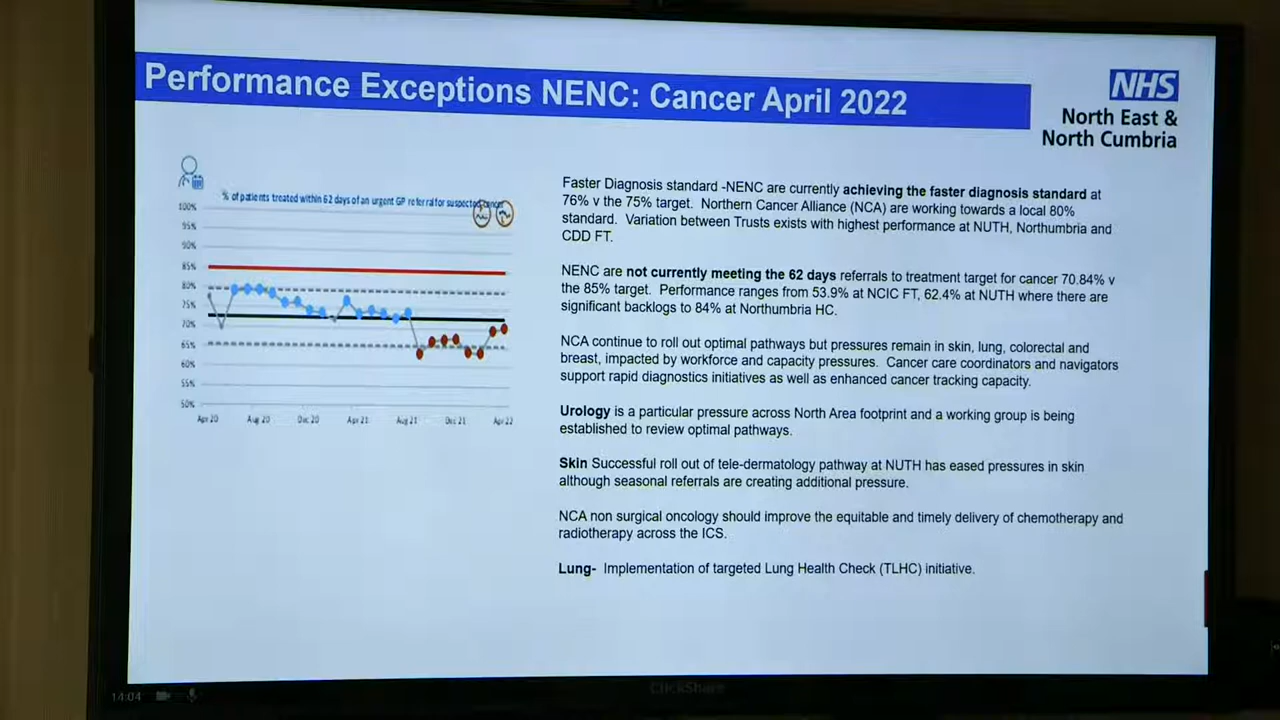 Performance Exceptions NENC: Cancer April 2022
NHS
North East &
North Cumbria
% of patients treated within 62 days of an urgent GP referral for suspected cancer
100%
95%
90%
85%
80%
75%
70%
65%
60%
55%
50%
Apr 20
Aug 20
Dec 20
Apr 21
Aug 21
Dec 21
Apr 22
Faster Diagnosis standard -NENC are currently achieving the faster diagnosis standard at
76% v the 75% target. Northern Cancer Alliance (NCA) are working towards a local 80%
standard. Variation between Trusts exists with highest performance at NUTH, Northumbria and
CDD FT.
NENC are not currently meeting the 62 days referrals to treatment target for cancer 70.84% v
the 85% target. Performance ranges from 53.9% at NCIC FT, 62.4% at NUTH where there are
significant backlogs to 84% at Northumbria HC.
NCA continue to roll out optimal pathways but pressures remain in skin, lung, colorectal and
breast, impacted by workforce and capacity pressures. Cancer care coordinators and navigators
support rapid diagnostics initiatives as well as enhanced cancer tracking capacity.
Urology is a particular pressure across North Area footprint and a working group is being
established to review optimal pathways.
Skin Successful roll out of tele-dermatology pathway at NUTH has eased pressures in skin
although seasonal referrals are creating additional pressure.
NCA non surgical oncology should improve the equitable and timely delivery of chemotherapy and
radiotherapy across the ICS.
Lung- Implementation of targeted Lung Health Check (TLHC) initiative.
14:04
ClickShare